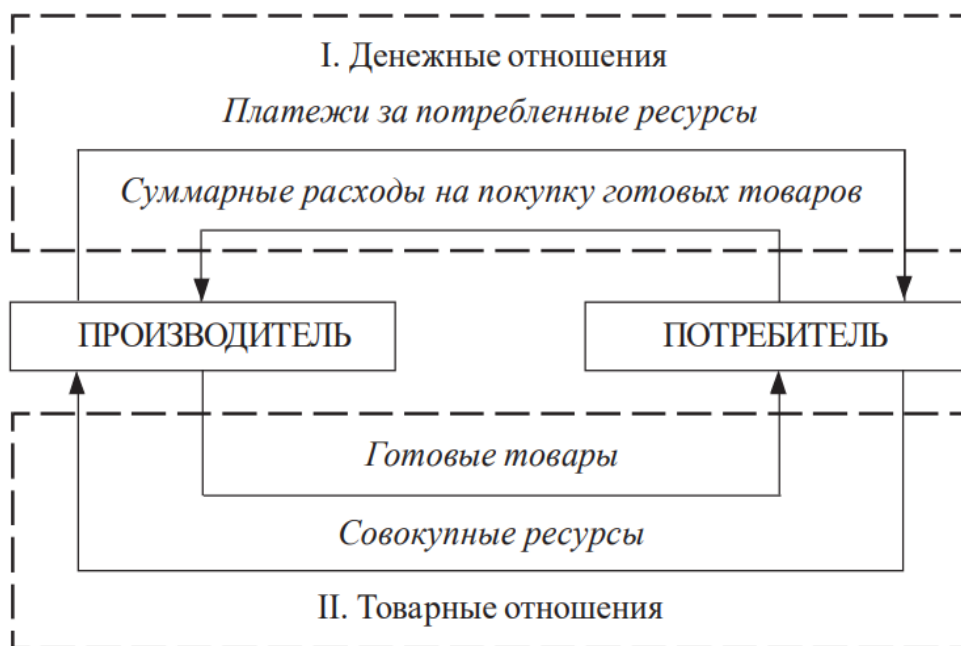 I. Денежные отношения
Платежи за потребленные ресурсы
Суммарные расходы на покупку готовых товаров
ПРОИЗВОДИТЕЛЬ
ПОТРЕБИТЕЛЬ
Готовые товары
Совокупные ресурсы
II. Товарные отношения